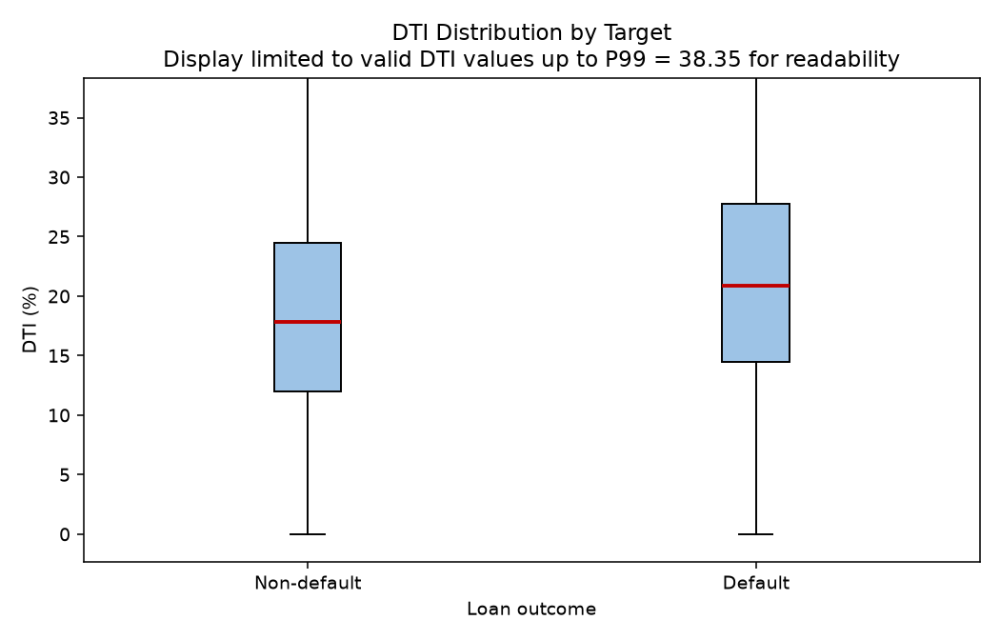 DTI Distribution by Target
Display limited to valid DTI values up to P99 = 38.35 for readability
DTI (%)
35
30
25
20
15
10
5
0
Non-default
Default
Loan outcome